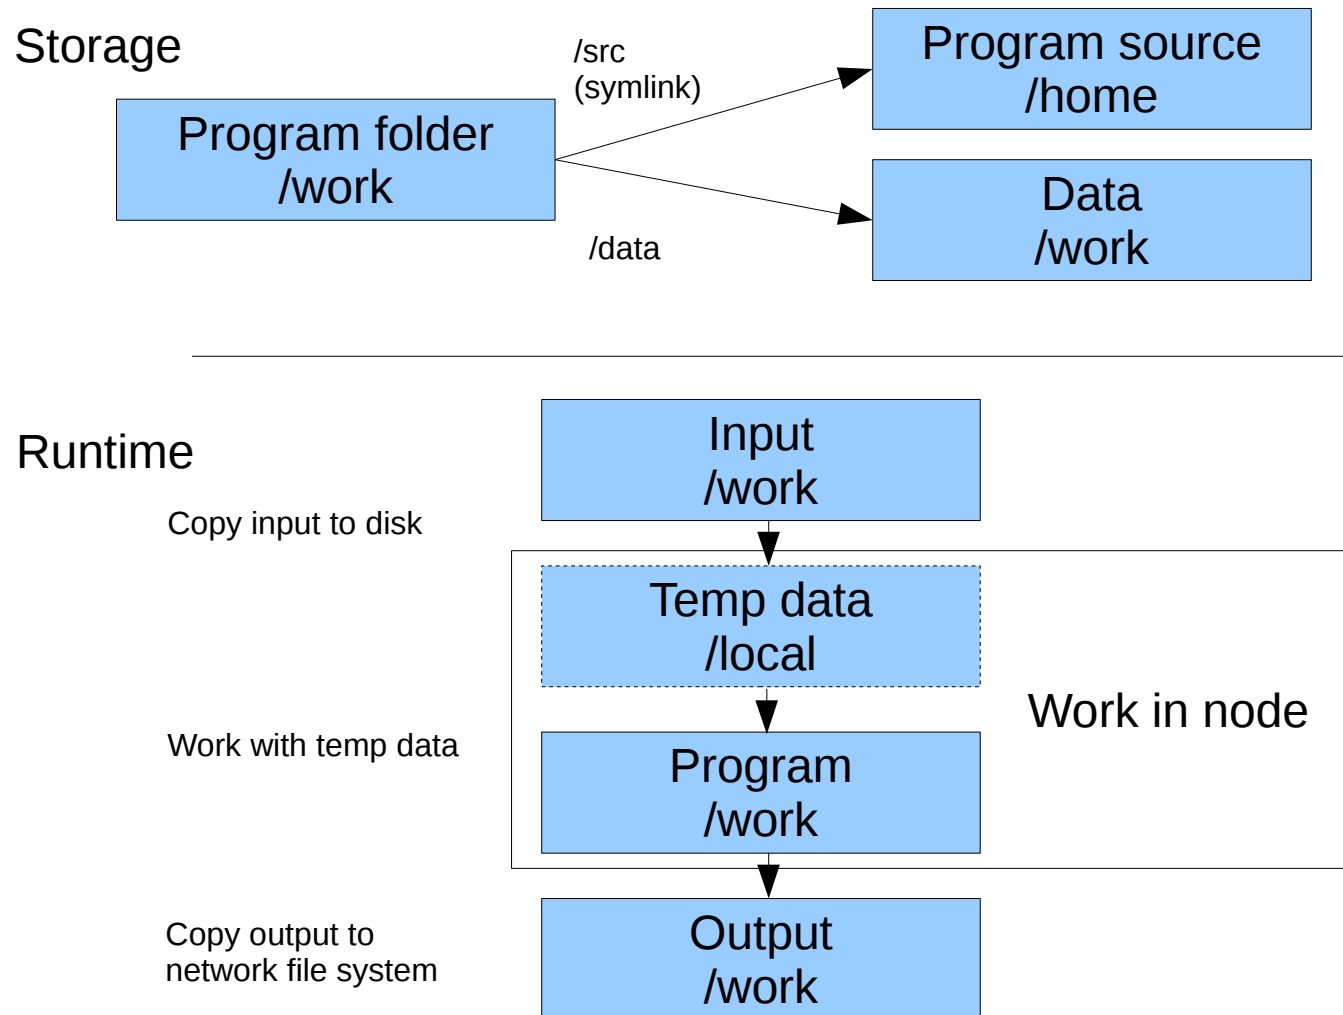 Storage
/src
(symlink)
Program source
/home
Program folder
/work
Data
/work
/data
Runtime
Input
/work
Copy input to disk
Temp data
/local
Work in node
Work with temp data
Program
/work
Copy output to
network file system
Output
/work